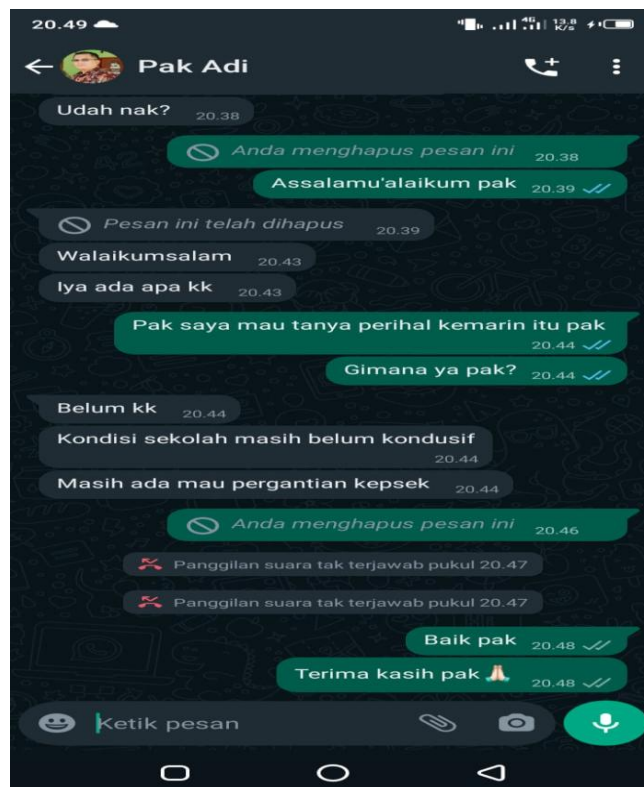 20.49
4G 13.8 K/s
Pak Adi
Udah nak? 20.38
Anda menghapus pesan ini 20.38
Assalamu'alaikum pak 20.39
Pesan ini telah dihapus 20.39
Walaikumsalam 20.43
Iya ada apa kk 20.43
Pak saya mau tanya perihal kemarin itu pak
20.44
Gimana ya pak? 20.44
Belum kk 20.44
Kondisi sekolah masih belum kondusif
20.44
Masih ada mau pergantian kepsek 20.44
Anda menghapus pesan ini 20.46
Panggilan suara tak terjawab pukul 20.47
Panggilan suara tak terjawab pukul 20.47
Baik pak 20.48
Terima kasih pak 🙏🏻 20.48
Ketik pesan